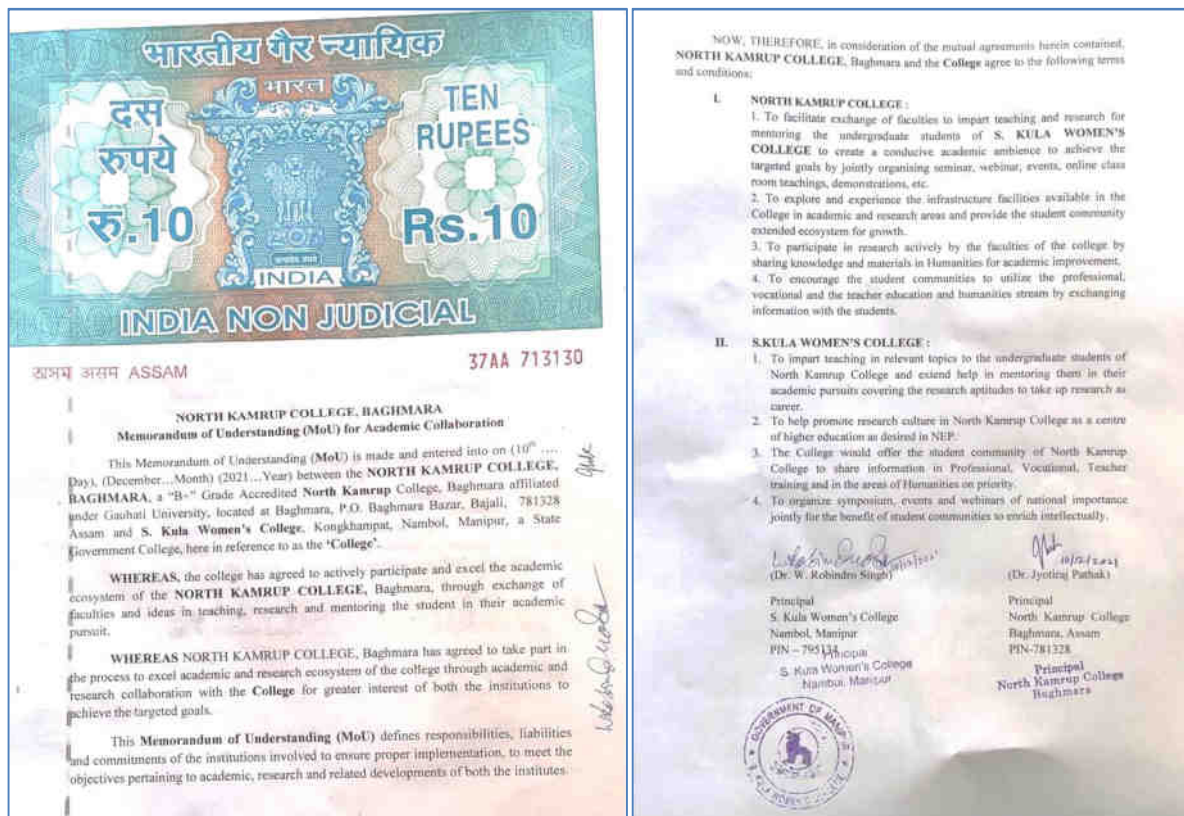 भारतीय गैर न्यायिक
भारत
दस
रुपये
रु.10
TEN
RUPEES
Rs.10
INDIA
INDIA NON JUDICIAL
অসম असम ASSAM
37AA 713130
NORTH KAMRUP COLLEGE, BAGHMARA
Memorandum of Understanding (MoU) for Academic Collaboration
This Memorandum of Understanding (MoU) is made and entered into on (10th ....
Day), (December...Month) (2021...Year) between the NORTH KAMRUP COLLEGE,
BAGHMARA, a “B-” Grade Accredited North Kamrup College, Baghmara affiliated
under Gauhati University, located at Baghmara, P.O. Baghmara Bazar, Bajali, 781328
Assam and S. Kula Women's College, Kongkhampat, Nambol, Manipur, a State
Government College, here in reference to as the ‘College’.
WHEREAS, the college has agreed to actively participate and excel the academic
ecosystem of the NORTH KAMRUP COLLEGE, Baghmara, through exchange of
faculties and ideas in teaching, research and mentoring the student in their academic
pursuit.
WHEREAS NORTH KAMRUP COLLEGE, Baghmara has agreed to take part in
the process to excel academic and research ecosystem of the college through academic and
research collaboration with the College for greater interest of both the institutions to
achieve the targeted goals.
This Memorandum of Understanding (MoU) defines responsibilities, liabilities
and commitments of the institutions involved to ensure proper implementation, to meet the
objectives pertaining to academic, research and related developments of both the institutes.
NOW, THEREFORE, in consideration of the mutual agreements herein contained,
NORTH KAMRUP COLLEGE, Baghmara and the College agree to the following terms
and conditions:
I. NORTH KAMRUP COLLEGE :
1. To facilitate exchange of faculties to impart teaching and research for
mentoring the undergraduate students of S. KULA WOMEN'S
COLLEGE to create a conducive academic ambience to achieve the
targeted goals by jointly organising seminar, webinar, events, online class
room teachings, demonstrations, etc.
2. To explore and experience the infrastructure facilities available in the
College in academic and research areas and provide the student community
extended ecosystem for growth.
3. To participate in research actively by the faculties of the college by
sharing knowledge and materials in Humanities for academic improvement.
4. To encourage the student communities to utilize the professional,
vocational and the teacher education and humanities stream by exchanging
information with the students.
II. S.KULA WOMEN'S COLLEGE :
1. To impart teaching in relevant topics to the undergraduate students of
North Kamrup College and extend help in mentoring them in their
academic pursuits covering the research aptitudes to take up research as
career.
2. To help promote research culture in North Kamrup College as a centre
of higher education as desired in NEP.
3. The College would offer the student community of North Kamrup
College to share information in Professional, Vocational, Teacher
training and in the areas of Humanities on priority.
4. To organize symposium, events and webinars of national importance
jointly for the benefit of student communities to enrich intellectually.
(Dr. W. Robindro Singh)
Principal
S. Kula Women's College
Nambol, Manipur
PIN – 795134
Principal
S. Kula Women's College
Nambol, Manipur
10/12/2021
(Dr. Jyotiraj Pathak)
Principal
North Kamrup College
Baghmara, Assam
PIN-781328
Principal
North Kamrup College
Baghmara
GOVERNMENT OF MANIPUR